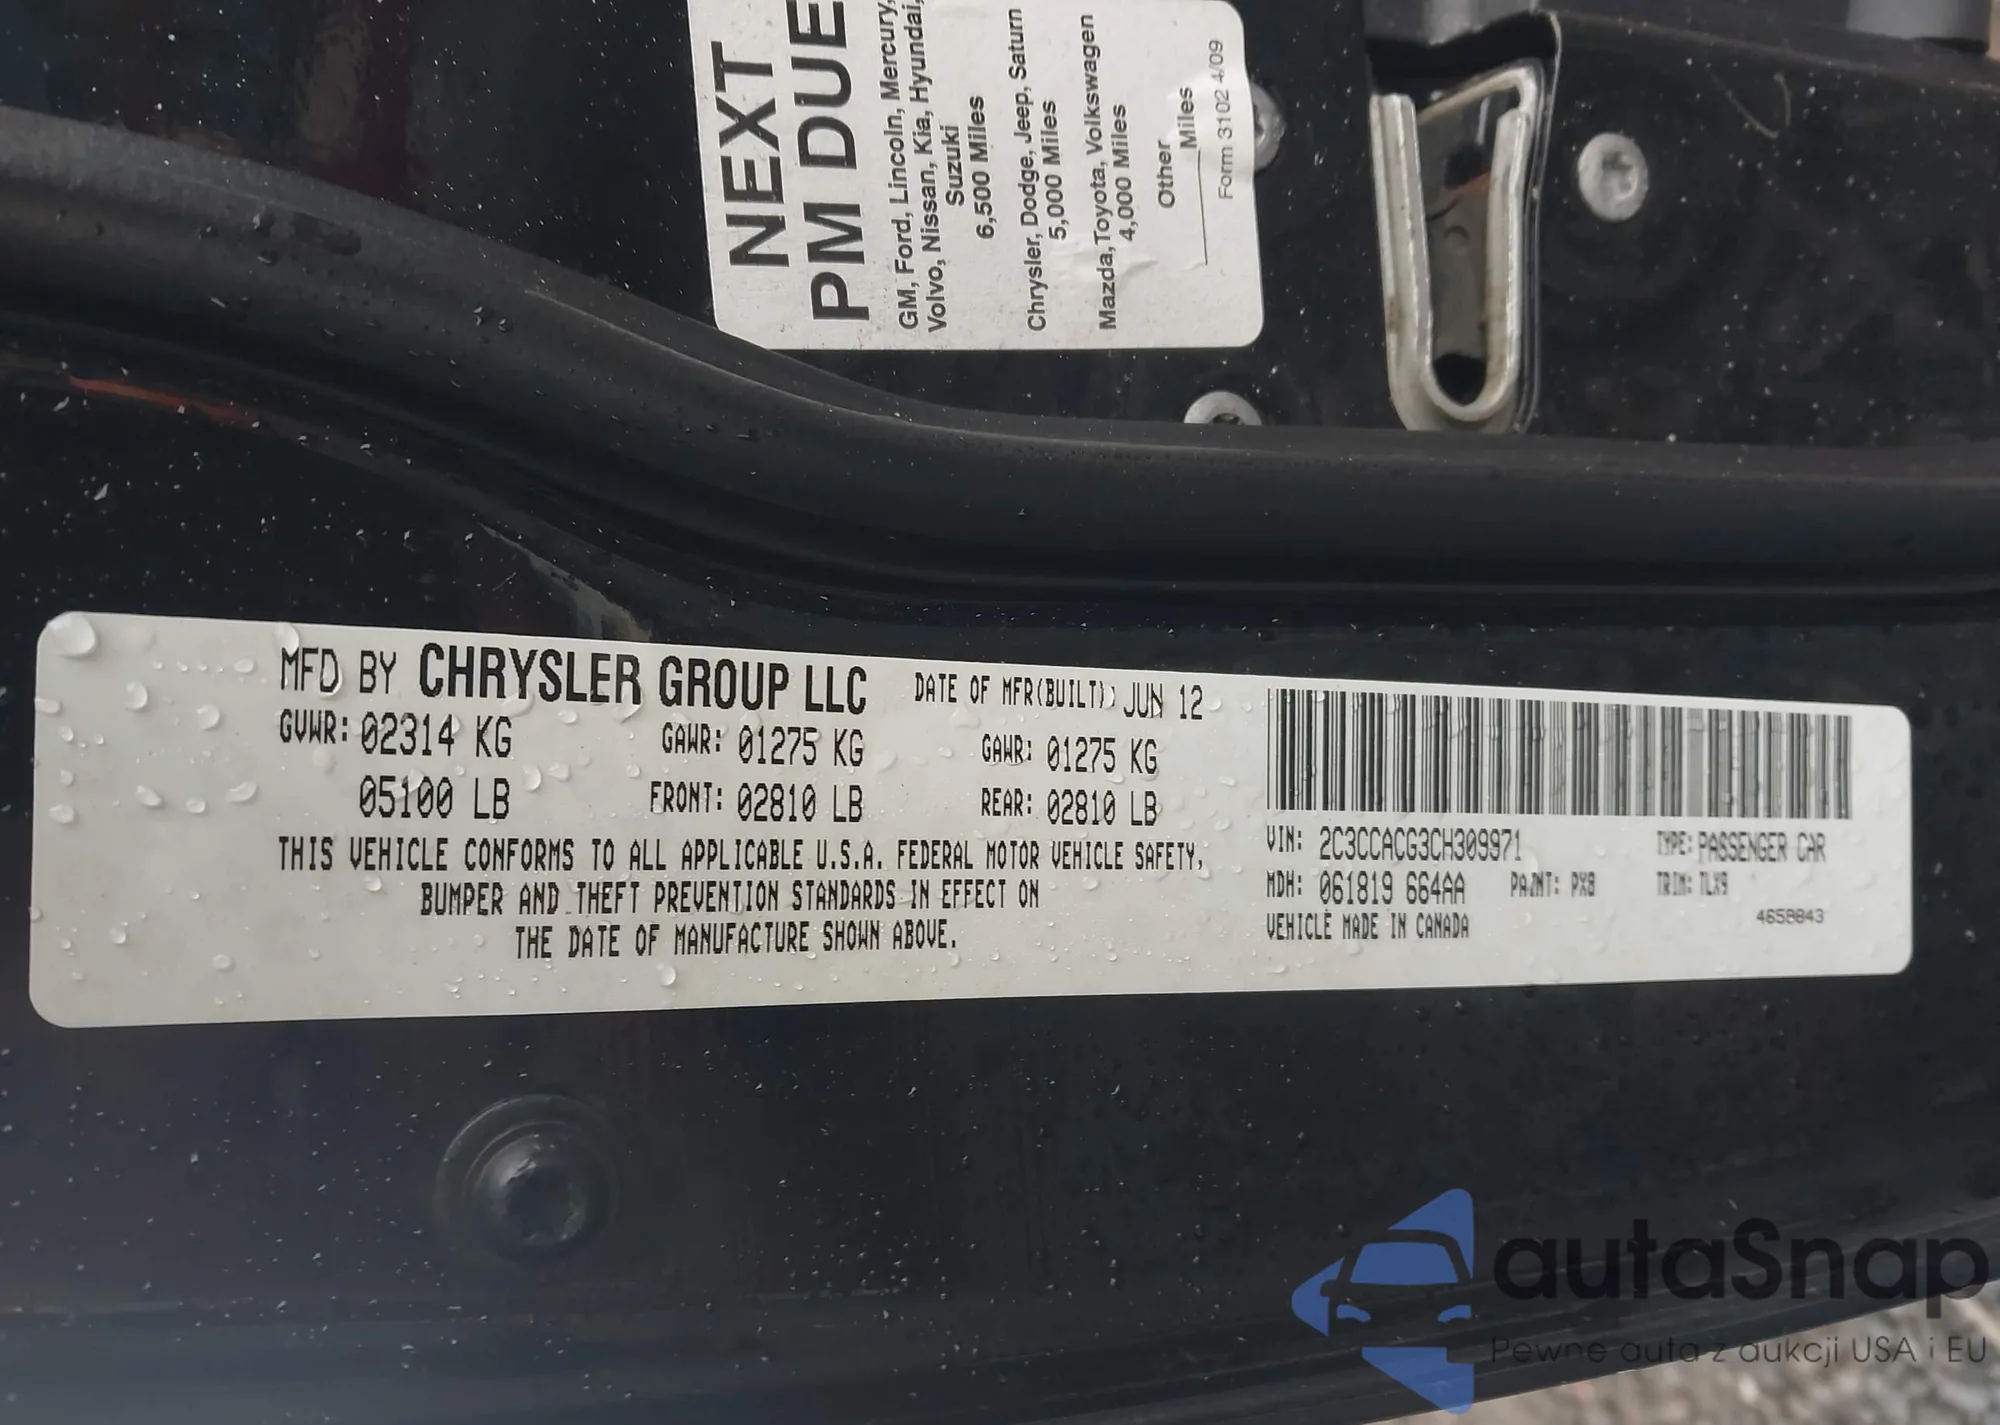 NEXT
PM DUE
GM, Ford, Lincoln, Mercury,
Volvo, Nissan, Kia, Hyundai,
Suzuki
6,500 Miles
Chrysler, Dodge, Jeep, Saturn
5,000 Miles
Mazda, Toyota, Volkswagen
4,000 Miles
Other
Miles
Form 3102 4/09
MFD BY CHRYSLER GROUP LLC DATE OF MFR(BUILT): JUN 12
GVWR: 02314 KG GAWR: 01275 KG GAWR: 01275 KG
05100 LB FRONT: 02810 LB REAR: 02810 LB
THIS VEHICLE CONFORMS TO ALL APPLICABLE U.S.A. FEDERAL MOTOR VEHICLE SAFETY,
BUMPER AND THEFT PREVENTION STANDARDS IN EFFECT ON
THE DATE OF MANUFACTURE SHOWN ABOVE.
VIN: 2C3CCACG3CH309971 TYPE: PASSENGER CAR
MDH: 061819 664AA PAINT: PX8 TRIM: TLX9
VEHICLE MADE IN CANADA
4658843
autaSnap
Pewne auta z aukcji USA i EU